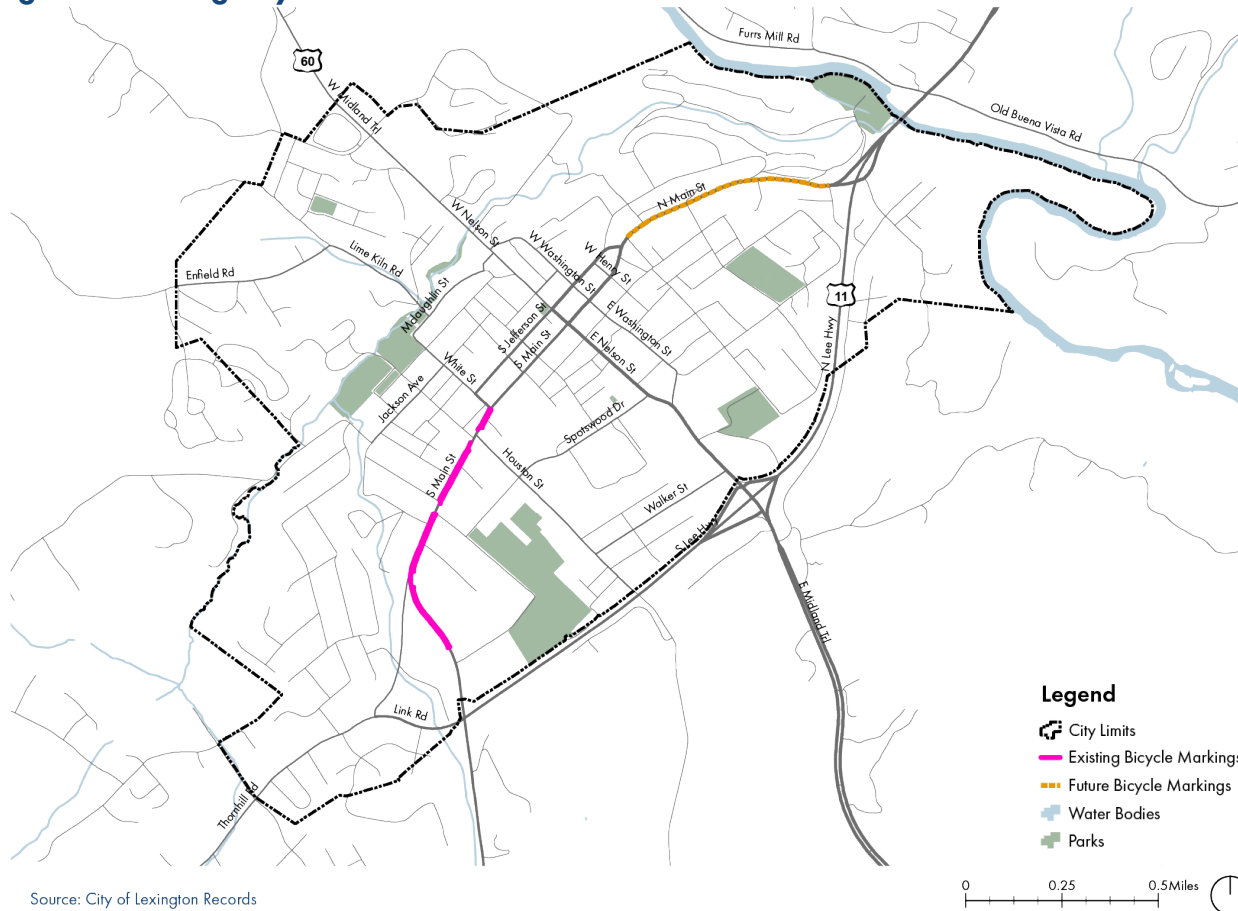 Furrs Mill Rd
60
W Midland Trl
Old Buena Vista Rd
N Main St
W Nelson St
W Washington St
W Henry St
Lime Kiln Rd
Enfield Rd
11
Mclaughlin St
S Jefferson St
E Washington St
S Main St
E Nelson St
N Lee Hwy
White St
Jackson Ave
Spotswood Dr
Houston St
S Main St
Walker St
S Lee Hwy
E Midland Trl
Link Rd
Thornhill Rd
Legend
City Limits
Existing Bicycle Markings
Future Bicycle Markings
Water Bodies
Parks
0 0.25 0.5Miles
Source: City of Lexington Records